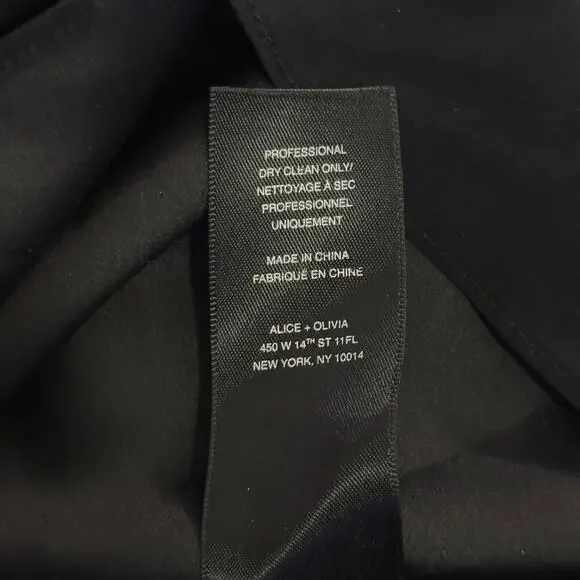 PROFESSIONAL
DRY CLEAN ONLY/
NETTOYAGE À SEC
PROFESSIONNEL
UNIQUEMENT
MADE IN CHINA
FABRIQUÉ EN CHINE
ALICE + OLIVIA
450 W 14TH ST 11FL
NEW YORK, NY 10014